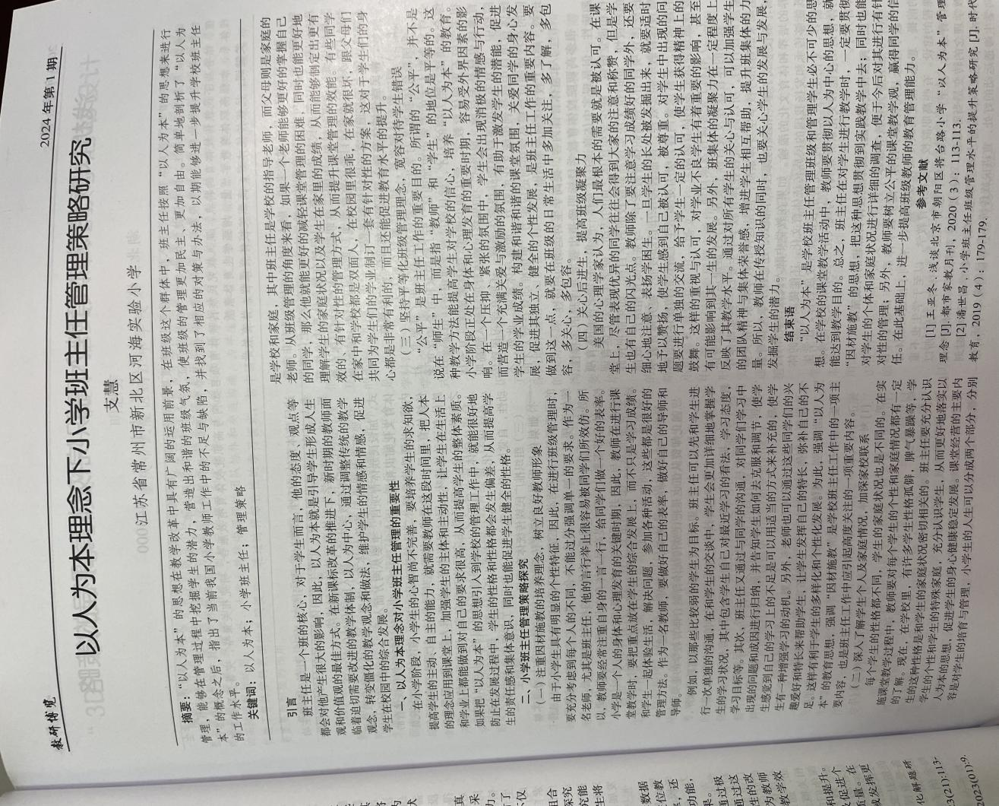 教研博览
2024年第1期
以人为本理念下小学班主任管理策略研究
支慧
江苏省常州市新北区河海实验小学
摘要:“以人为本”的思想在教学改革中具有广阔的运用前景,在班级这个群体中,班主任按照“以人为本”的思想来进行
管理,能够在管理过程中挖掘学生的潜力,营造出和谐的班级气氛,使班级的管理更加民主、更加自由。简单地剖析了“以人为
本”的概念之后,指出了当前我国小学教师工作中的不足与缺陷,并找到了相应的对策与办法,以期能够进一步提升学校班主任
的工作水平。
关键词:以人为本;小学班主任;管理策略
引言
班主任是一个班的核心,对于学生而言,他的态度、观点等
都会对他产生很大的影响,因此,以人为本就是引导学生形成人生
观和价值观的最佳方式。在新课标改革的推进下,新时期的教师面
临着迫切需要改进的教学体制,以人为中心,通过调整传统的教学
观念,转变僵化的教学观念和做法、维护学生的情感和情感,促进
学生在校园中的综合发展。
一、以人为本理念对小学班主任管理的重要性
在小学阶段,小学生的心智尚不完善,要培养学生的求知欲,
提高学生的主动、自主的能力,就需要教师在这段时间里,把人本
的理念应用到课堂上,加强学生的主体和主动性,让学生在生活上
和学业上都能做到对自己的要求很高,从而提高学生的整体素质。
如果把“以人为本”的思想引入到学校的管理工作中,就能很好地
防止在发展过程中,学生的性格和性格都会发生偏差,从而提高学
生的责任感和集体意识,同时也能促进学生健全的性格。
二、小学班主任管理策略探究
(一)注重因材施教的培养理念,树立良好教师形象
由于小学生具有明显的个性特征,因此,在进行班级管理时,
要充分考虑到每个人的不同,不能过分强调单一的要求。作为一
名老师,尤其是班主任,他的言行举止很容易被同学们所效仿。所
以,教师要经常注重自身的一言一行,给同学们做一个好的表率。
小学是一个人的身体和心理发育的关键时期,因此,教师在进行课
堂教学时,要把重点放在学生的综合发展上,而不只是学习成绩。
和学生一起体验生活,解决问题,参加各种活动,这些都是很好的
管理方法。作为一名教师,要做好自己的表率,做好自己的导师和
导师。
例如,以那些比较弱的学生为目标。班主任可以先和学生进
行一次单独的沟通,在和学生的交谈中,学生会更加详细地掌握学
生的学习状况,其中包含学生自己对最近学习的看法,学习态度,
学习目标等。其次,班主任又通过与同学的沟通,对同学们学习中
出现的问题和成因进行归纳,并告知学生如何去克服和调节,使学
生感觉到自己的学习上的不足是可以用适当的方式来补充的,使学
生有一种增强学习的动机。另外,老师也可以通过这些同学们的兴
趣爱好和特长来帮助学生,让学生发挥自己的特长,弥补自己的不
足。这样有利于学生的多样化和个性化发展。为此,强调“以人为
本”的教育思想,强调“因材施教”是学校班主任工作中的一项主
要内容,也是班主任工作中应引起高度关注的一项重要内容。
(二)深入了解学生个人及家庭情况,加深家校联系
每个学生的性格都不同,学生的家庭状况也是不同的。在实
施课堂教学过程中,教师要对每个学生的个性和家庭情况都有一定
的了解。现在,在学校里,有许多学生性格孤僻,脾气暴躁等,学
生的这种性格是和学生的家庭状况密切相关的。班主任要充分认识
学生的个性和学生的特殊家庭,充分认识学生,从而更好地落实以
人为本的思想,促进学生的身心健康稳定发展。课堂经营的主要内
容是对学生的培育与管理,小学生的人生可以分成两个部分,分别
是学校和家庭。其中班主任是学校的指导老师,而父母则是家庭的
老师。从班级管理的角度来看,如果一个老师能够更好的掌握自己
的同学,那么他就能更好的减轻课堂管理的困难,同时也能更好地
理解学生的家庭状况以及学生在家里的成绩,从而能够制定出更有
效的、有针对性的管理方式,从而提升课堂管理的效能。有些同学
在家中和学校都是双面人,在校园里很乖,在家就很坏,跟父母们
共同为学生们的学业制订一套有针对性的方案,这对于学生们的身
心都是非常有利的,而且还能促进教育水平的提升。
(三)坚持平等化班级管理理念,宽容对待学生错误
“公平”是班主任工作的重要目的。所谓的“公平”,并不是
说在“师生”中,而是指“教师”和“学生”的地位是平等的。这
种教学方法能提高学生对学校的信心,培养“以人为本”的教育。
小学阶段正处在身体和心理发育的重要时期,容易受外界因素的影
响。在一个压抑、紧张的氛围中,学生会出现消极的情感与行动,
而营造一个充满关爱与激励的氛围,有助于激发学生的潜能,促进
学生的学业成绩。构建和谐和谐的课堂氛围,关爱同学的身心发
展,促进其独立、健全的个性发展,是班主任工作的重要内容。要
做到这一点,就要在班级的日常生活中多加关注,多了解,多包
容,多关心,多包容。
(四)关心后进生,提高班级凝聚力
美国的心理学家认为,人们最根本的需要就是被认可。在课
堂上,尽管表现优异的同学往往会得到大家的注意和称赞,但是学
生也有自己的闪光点。教师除了要注意学习成绩好的同学外,还要
细心地注意、表扬学困生。一旦学生的长处被发掘出来,就要适时
地予以赞扬,使学生感到自己被认可,被尊重。对学生中出现的问
题要进行单独的交流,给予学生一定的认可,使学生获得精神上的
鼓舞。这样的重视与认可,对学业不良学生有着重要的影响,甚至
有可能影响到其一生的发展。另外,班集体的凝聚力在一定程度上
反映了其教学水平。通过对所有学生的关心与认可,可以加强学生
的团队精神与集体荣誉感,增进学生相互帮助,提升班集体的力
量。所以,教师在传授知识的同时,也要关心学生的发展与发展,
发掘学生的潜力。
结束语
“以人为本”是学校班主任管理班级和管理学生必不可少的思
想。在学校的课堂教学活动中,教师要贯彻以人为中心的思想,就
能达到教学目的。总之,班主任在对学生进行教学时,一定要贯彻
“因材施教”的思想,把这种思想贯彻到实践教学中去;同时也能
对学生的个体和家庭状况进行详细的调查,便于今后对其进行有针
对性的管理;另外,教师要树立公平的课堂教学观,赢得同学的信
任。在此基础上,进一步提高班级教师的教育管理能力。
参考文献
[1] 王亚冬. 浅谈北京市朝阳区将台路小学“以人为本”管理
理念 [J]. 都市家教月刊, 2020 (3) : 113-113.
[2] 潘世昌. 小学班主任班级管理水平的提升策略研究 [J]. 时代
教育, 2019 (4) : 179-179.